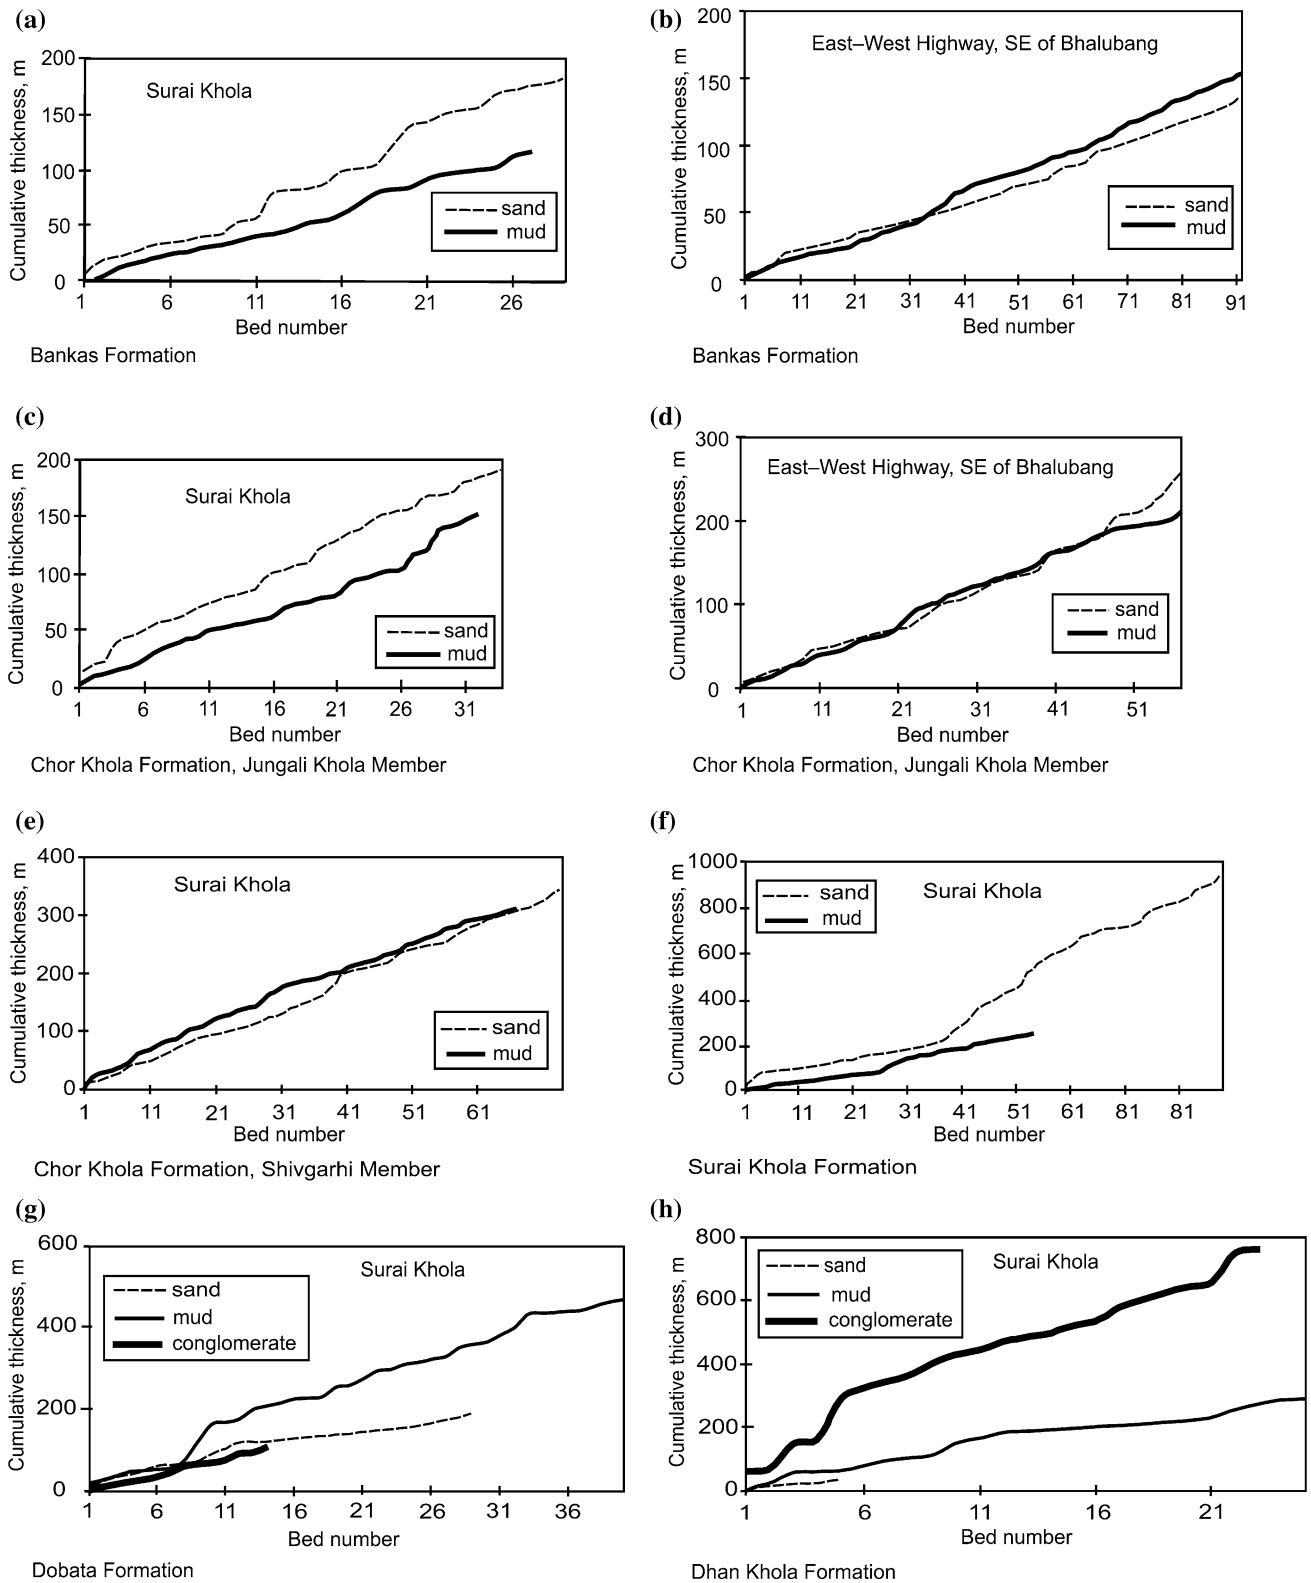 (a)
Cumulative thickness, m
200
150
100
50
0
Surai Khola
sand
mud
1 6 11 16 21 26
Bed number
Bankas Formation
(b)
Cumulative thickness, m
200
150
100
50
0
East–West Highway, SE of Bhalubang
sand
mud
1 11 21 31 41 51 61 71 81 91
Bed number
Bankas Formation
(c)
Cumulative thickness, m
200
150
100
50
0
Surai Khola
sand
mud
1 6 11 16 21 26 31
Bed number
Chor Khola Formation, Jungali Khola Member
(d)
Cumulative thickness, m
300
200
100
0
East–West Highway, SE of Bhalubang
sand
mud
1 11 21 31 41 51
Bed number
Chor Khola Formation, Jungali Khola Member
(e)
Cumulative thickness, m
400
300
200
100
0
Surai Khola
sand
mud
1 11 21 31 41 51 61
Bed number
Chor Khola Formation, Shivgarhi Member
(f)
Cumulative thickness, m
1000
800
600
400
200
0
sand
mud
Surai Khola
1 11 21 31 41 51 61 81 81
Bed number
Surai Khola Formation
(g)
Cumulative thickness, m
600
400
200
0
Surai Khola
sand
mud
conglomerate
1 6 11 16 21 26 31 36
Bed number
Dobata Formation
(h)
Cumulative thickness, m
800
600
400
200
0
Surai Khola
sand
mud
conglomerate
1 6 11 16 21
Bed number
Dhan Khola Formation